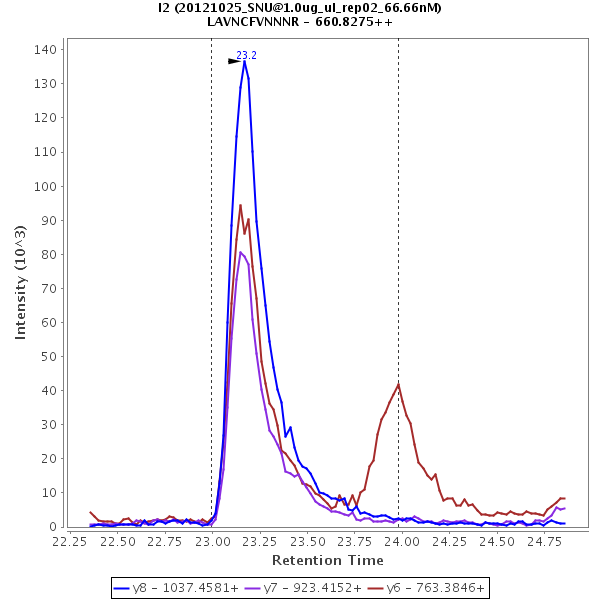 I2 (20121025_SNU@1.0ug_ul_rep02_66.66nM)
LAVNCFVNNNR - 660.8275++
23.2
Intensity (10^3)
140
130
120
110
100
90
80
70
60
50
40
30
20
10
0
22.25 22.50 22.75 23.00 23.25 23.50 23.75 24.00 24.25 24.50 24.75
Retention Time
y8 - 1037.4581+ y7 - 923.4152+ y6 - 763.3846+